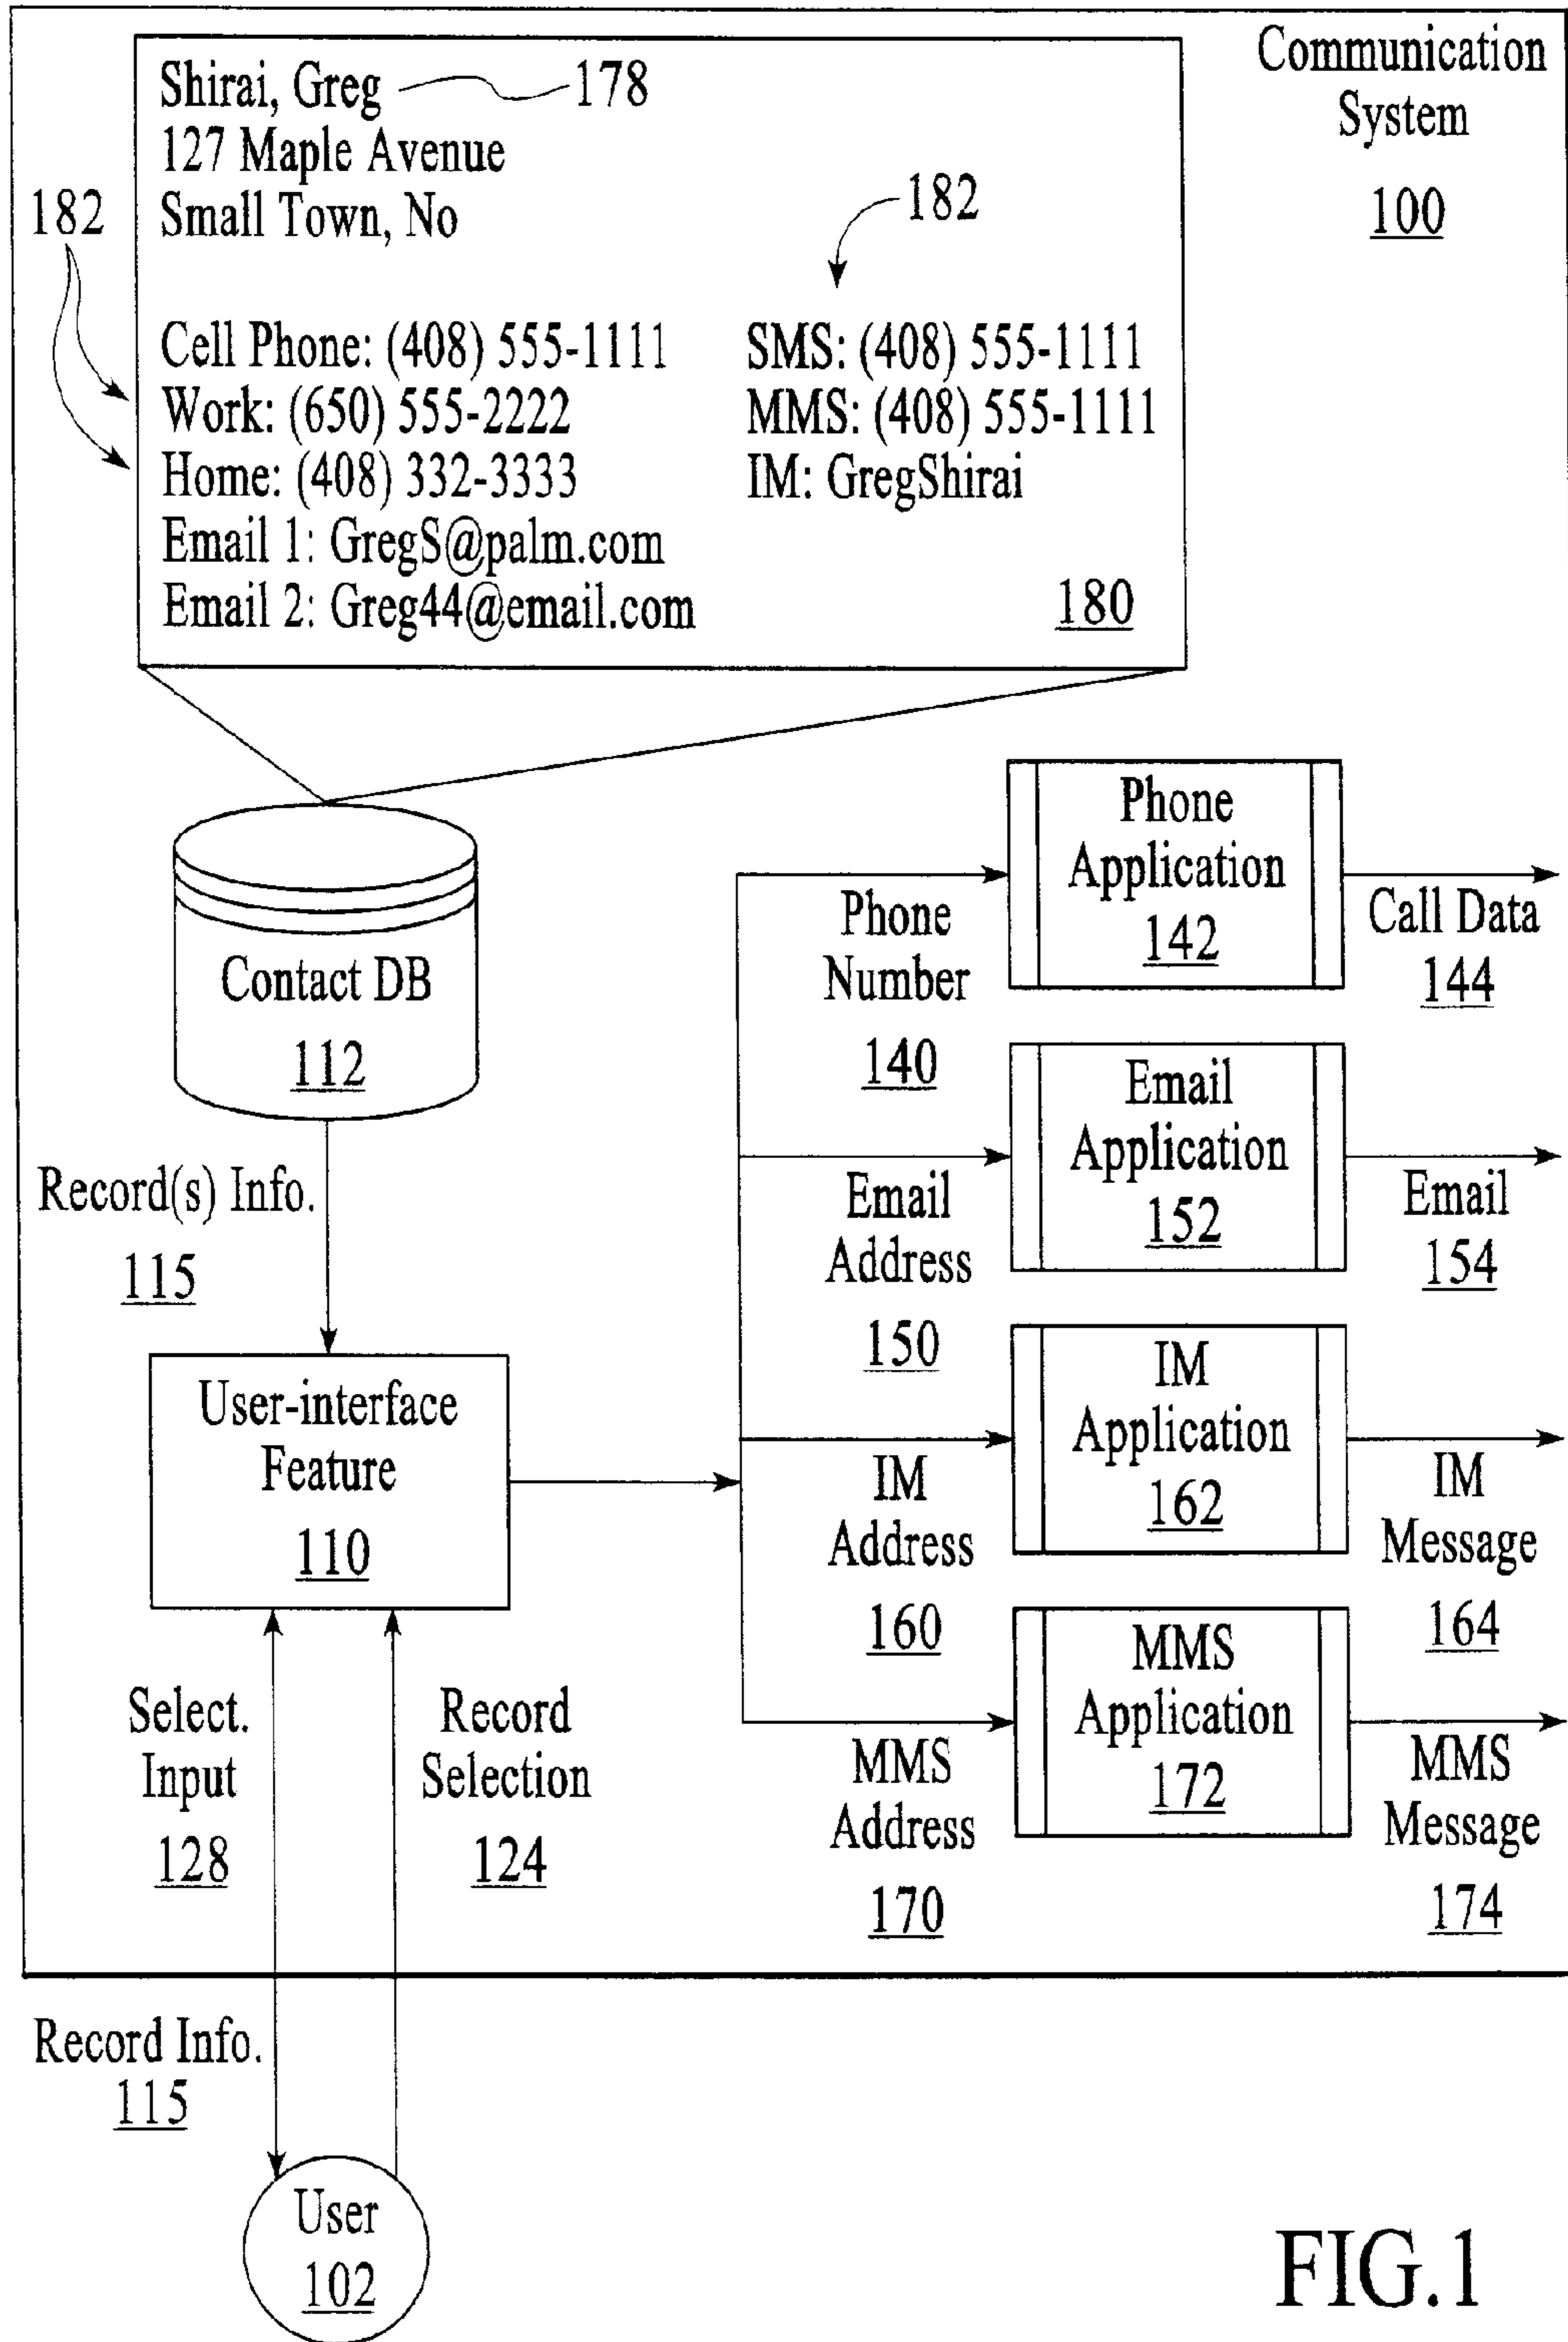 Communication
System
100
Shirai, Greg
178
127 Maple Avenue
Small Town, No
182
182
Cell Phone: (408) 555-1111
Work: (650) 555-2222
Home: (408) 332-3333
Email 1: GregS@palm.com
Email 2: Greg44@email.com
SMS: (408) 555-1111
MMS: (408) 555-1111
IM: GregShirai
180
Contact DB
112
Record(s) Info.
115
User-interface
Feature
110
Phone
Number
140
Phone
Application
142
Call Data
144
Email
Address
150
Email
Application
152
Email
154
IM
Address
160
IM
Application
162
IM
Message
164
MMS
Address
170
MMS
Application
172
MMS
Message
174
Select.
Input
128
Record
Selection
124
Record Info.
115
User
102
FIG.1